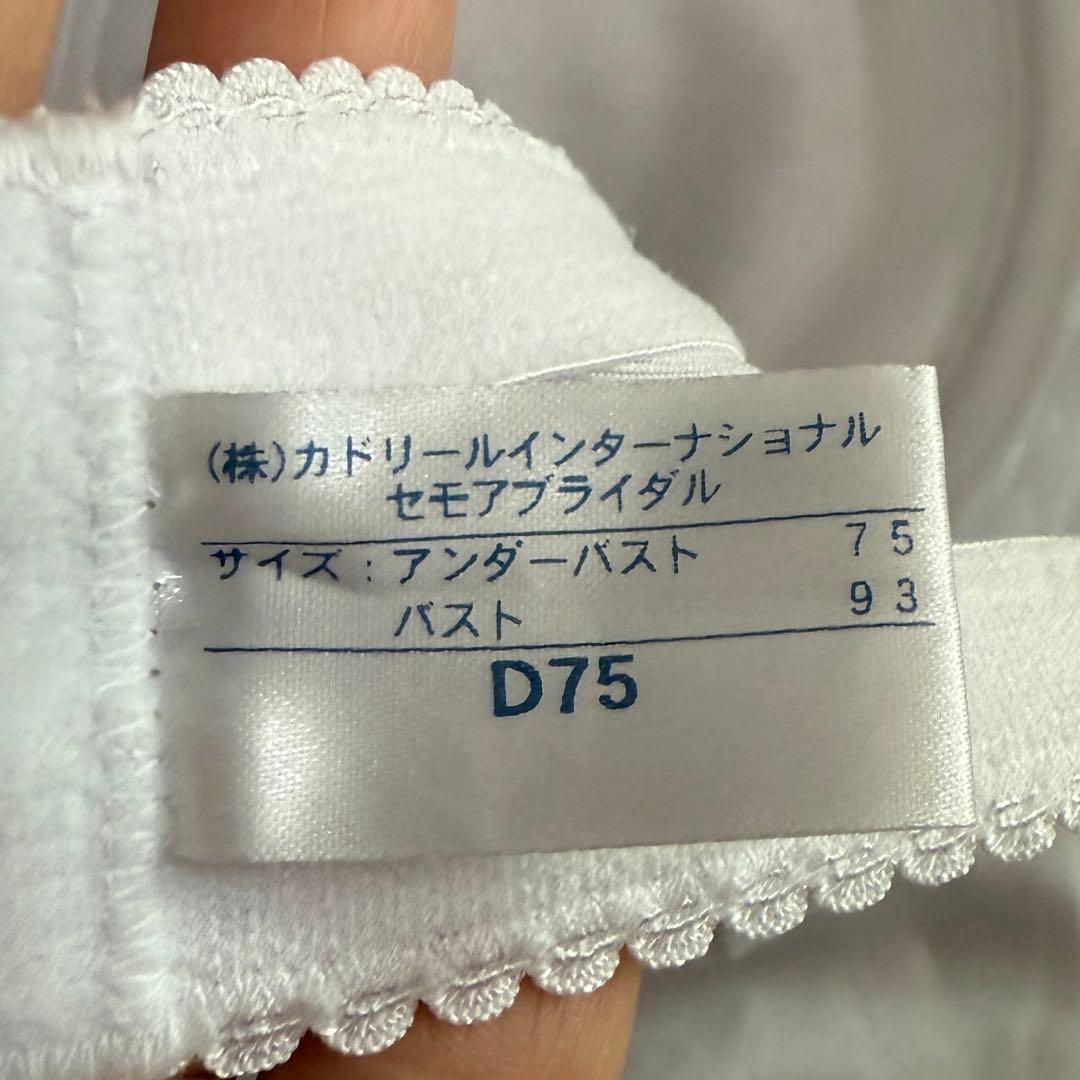 (株)カドリールインターナショナル
セモアブライダル
サイズ：アンダーバスト 75
バスト 93
D75